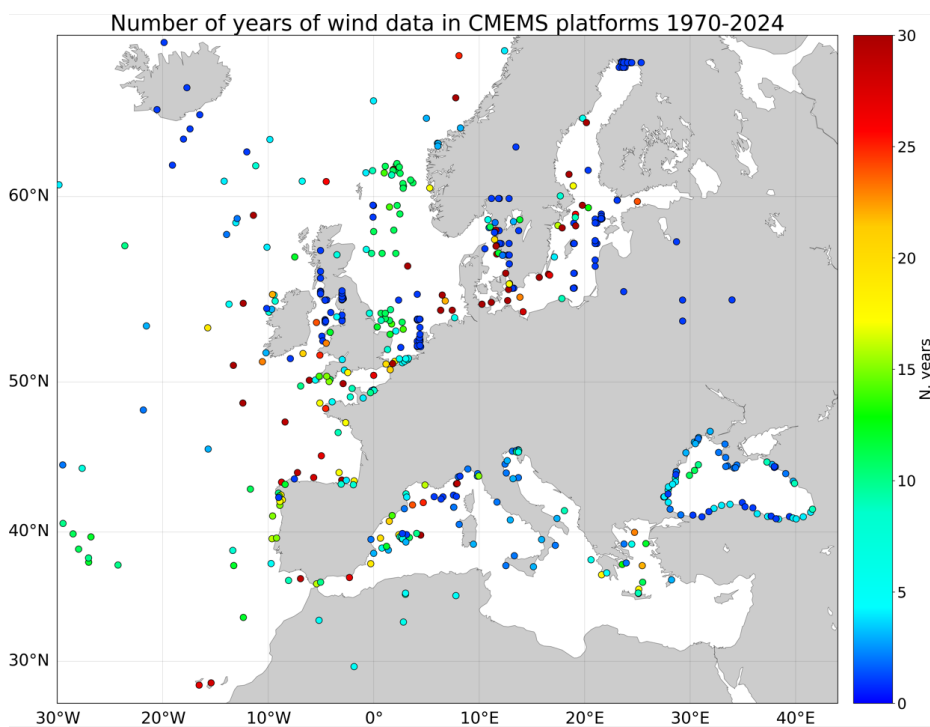 Number of years of wind data in CMEMS platforms 1970-2024
60°N
50°N
40°N
30°N
30°W
20°W
10°W
0°
10°E
20°E
30°E
40°E
30
25
20
15
10
5
0
N. years